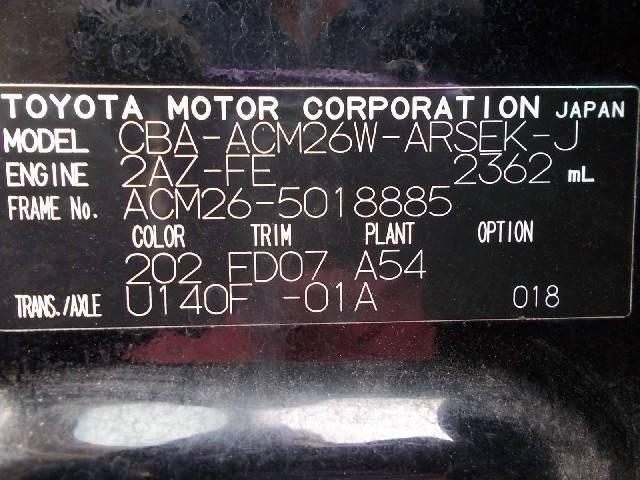 TOYOTA MOTOR CORPORATION JAPAN
MODEL CBA-ACM26W-ARSEK-J
ENGINE 2AZ-FE 2362 mL
FRAME No. ACM26-5018885
COLOR TRIM PLANT OPTION
202 FD07 A54
TRANS./AXLE U140F -01A 018